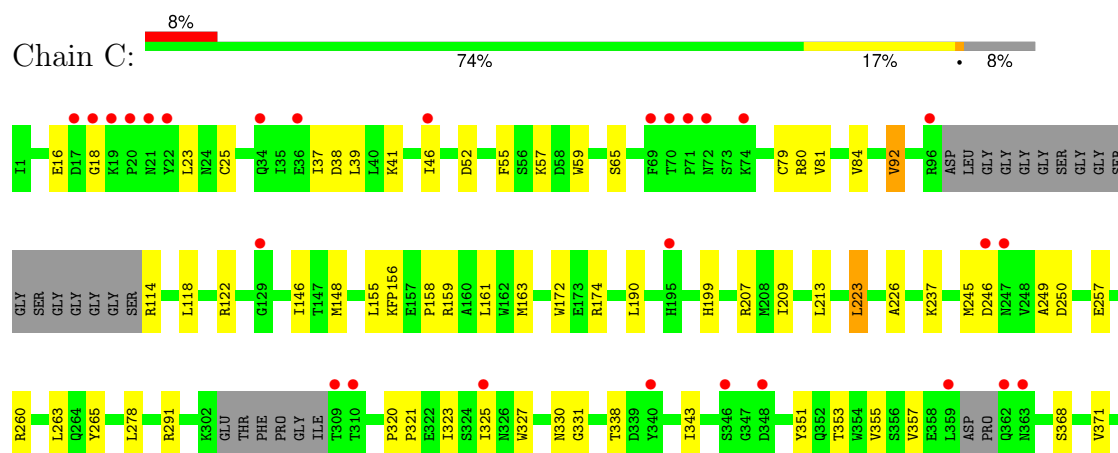 8%
Chain C:
74% 17% • 8%
I1 E16 D17 G18 K19 P20 N21 Y22 L23 N24 C25 Q34 I35 E36 I37 D38 L39 L40 K41 I46 D52 F55 S56 K57 D58 W59 S65 F69 T70 P71 N72 S73 K74 C79 R80 V81 V84 V92 R96 ASP LEU GLY GLY GLY GLY SER GLY GLY SER
GLY SER GLY GLY GLY GLY SER R114 L118 R122 G129 I146 T147 M148 L155 KFP156 E157 P158 R159 A160 L161 W162 M163 W172 E173 R174 L190 H195 H199 R207 M208 I209 L213 L223 A226 K237 M245 D246 N247 V248 A249 D250 E257
R260 L263 Q264 Y265 L278 R291 K302 GLU THR PHE PRO GLY ILE T309 T310 P320 P321 E322 I323 S324 I325 N326 W327 N330 G331 T338 D339 Y340 I343 S346 G347 D348 Y351 Q352 T353 W354 V355 S356 V357 E358 L359 ASP PRO Q362 N363 S368 V371